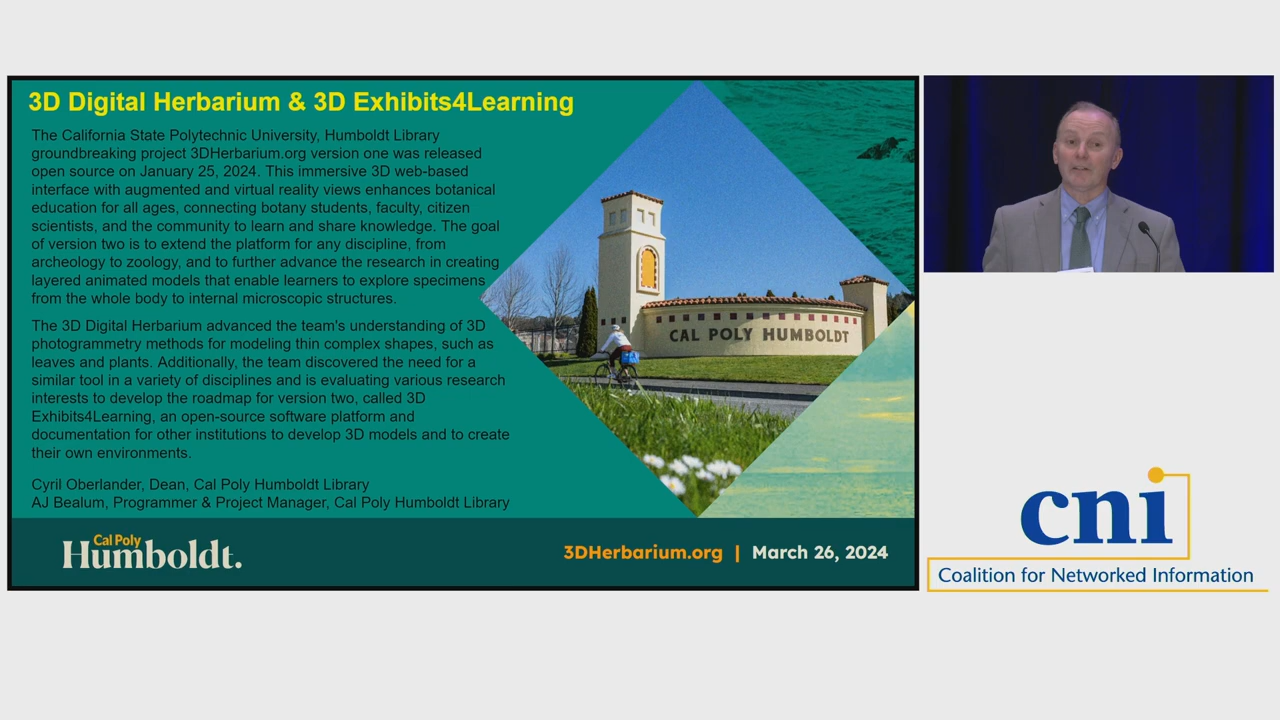 3D Digital Herbarium & 3D Exhibits4Learning
The California State Polytechnic University, Humboldt Library
groundbreaking project 3DHerbarium.org version one was released
open source on January 25, 2024. This immersive 3D web-based
interface with augmented and virtual reality views enhances botanical
education for all ages, connecting botany students, faculty, citizen
scientists, and the community to learn and share knowledge. The goal
of version two is to extend the platform for any discipline, from
archeology to zoology, and to further advance the research in creating
layered animated models that enable learners to explore specimens
from the whole body to internal microscopic structures.
The 3D Digital Herbarium advanced the team's understanding of 3D
photogrammetry methods for modeling thin complex shapes, such as
leaves and plants. Additionally, the team discovered the need for a
similar tool in a variety of disciplines and is evaluating various research
interests to develop the roadmap for version two, called 3D
Exhibits4Learning, an open-source software platform and
documentation for other institutions to develop 3D models and to create
their own environments.
Cyril Oberlander, Dean, Cal Poly Humboldt Library
AJ Bealum, Programmer & Project Manager, Cal Poly Humboldt Library
CAL POLY HUMBOLDT
Cal Poly
Humboldt.
3DHerbarium.org | March 26, 2024
cni
Coalition for Networked Information